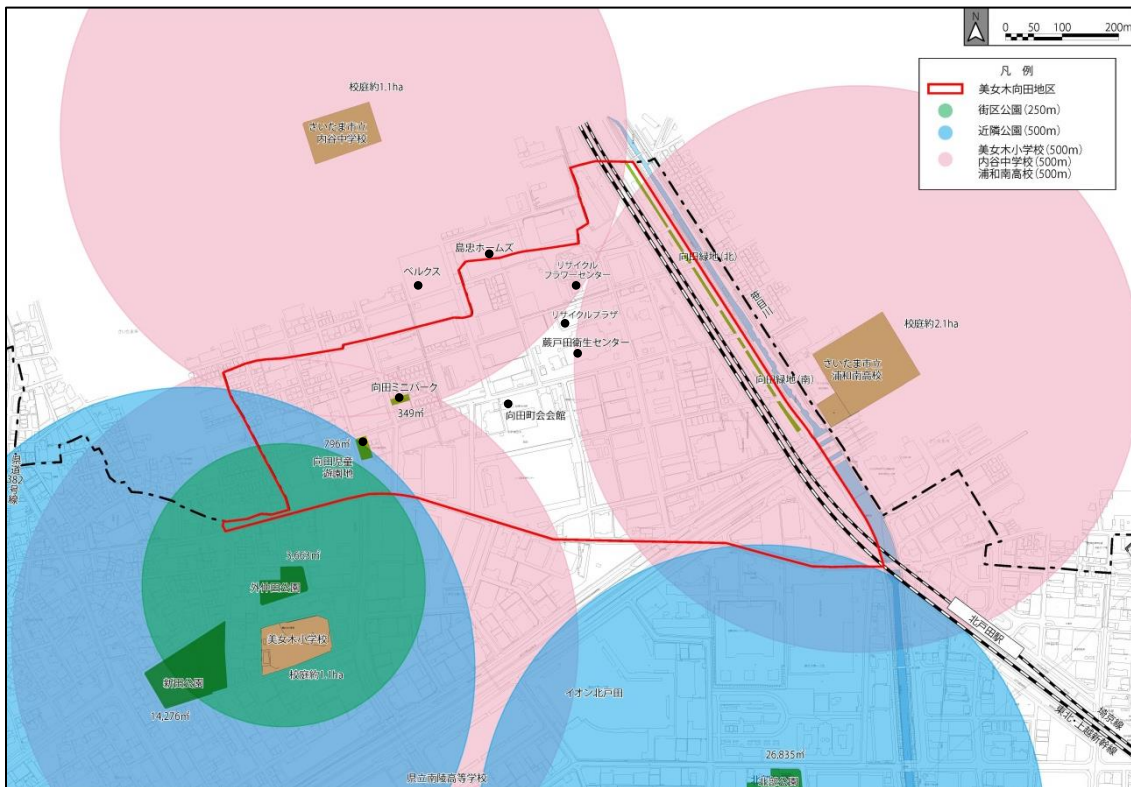 N
0 50 100 200m
凡 例
美女木向田地区
街区公園(250m)
近隣公園(500m)
美女木小学校(500m)
内谷中学校(500m)
浦和南高校(500m)
校庭約1.1ha
さいたま市立
内谷中学校
島忠ホームズ
ベルクス
リサイクル
フラワーセンター
リサイクルプラザ
蕨戸田衛生センター
向田緑地(北)
校庭約2.1ha
さいたま市立
浦和南高校
向田緑地(南)
向田ミニパーク
349㎡
向田町会会館
796㎡
向田児童
遊園地
県道
382号線
外仲田公園
美女木小学校
校庭約1.1ha
新田公園
14,276㎡
イオン北戸田
北戸田駅
埼京線
東北・上越新幹線
26,835㎡
県立南稜高等学校